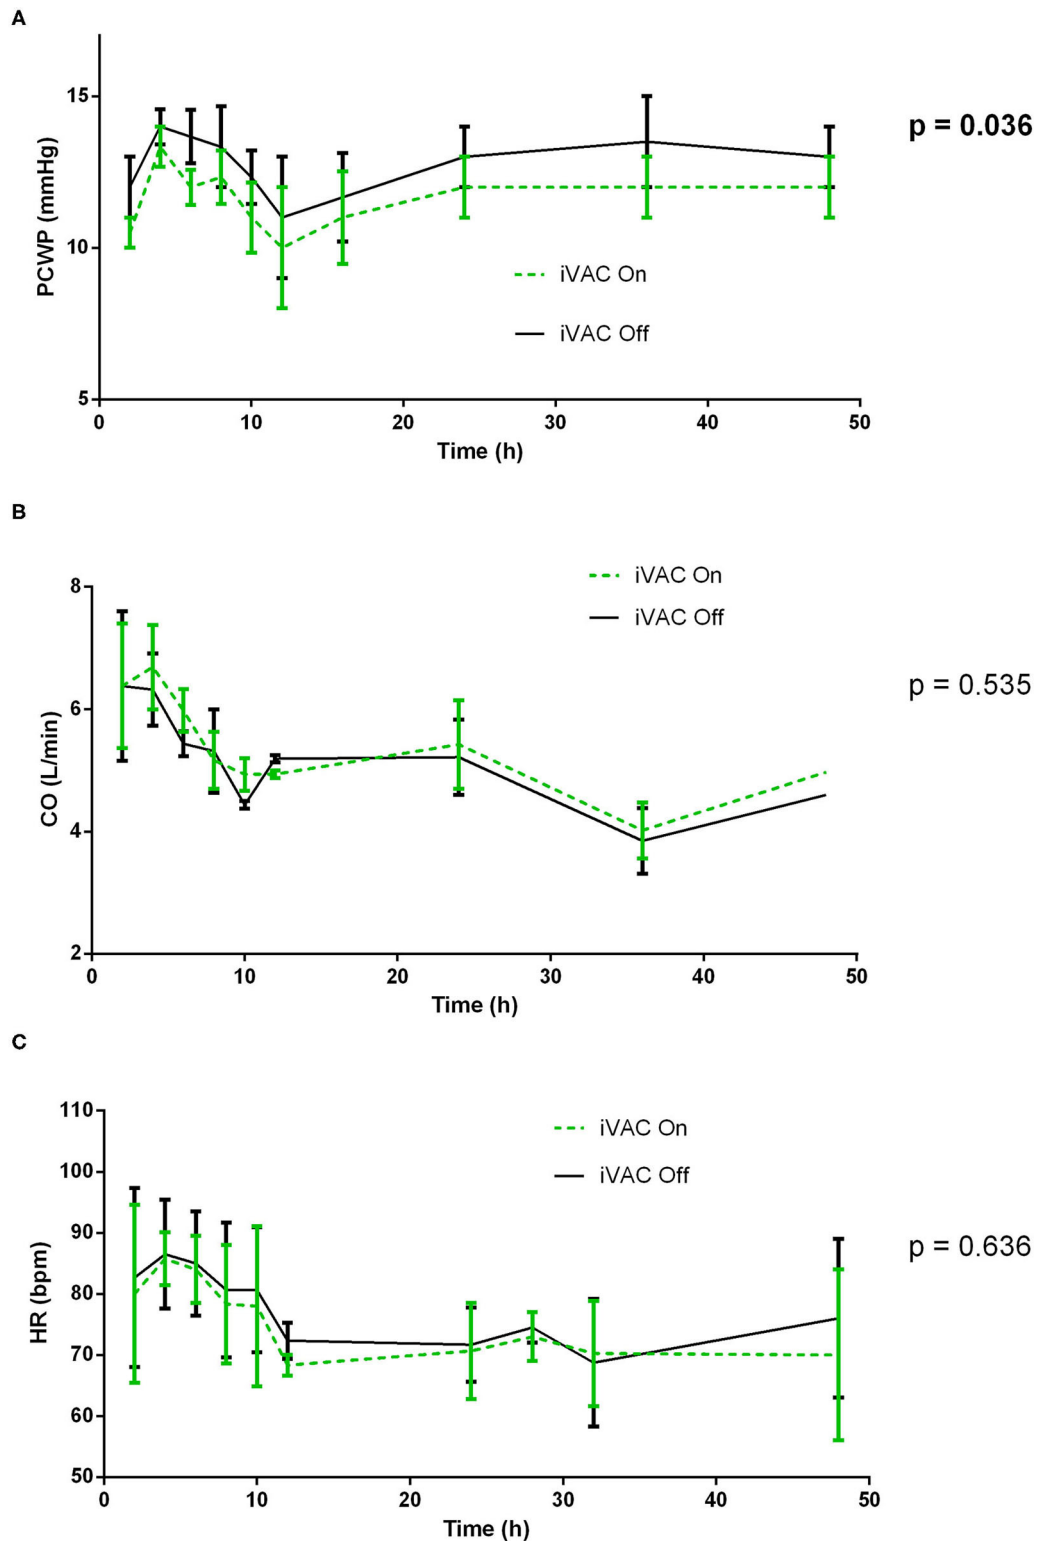 A
15
10
5
PCWP (mmHg)
p = 0.036
iVAC On
iVAC Off
0 10 20 30 40 50
Time (h)
B
8
6
4
2
CO (L/min)
iVAC On
iVAC Off
p = 0.535
0 10 20 30 40 50
Time (h)
C
110
100
90
80
70
60
50
HR (bpm)
iVAC On
iVAC Off
p = 0.636
0 10 20 30 40 50
Time (h)